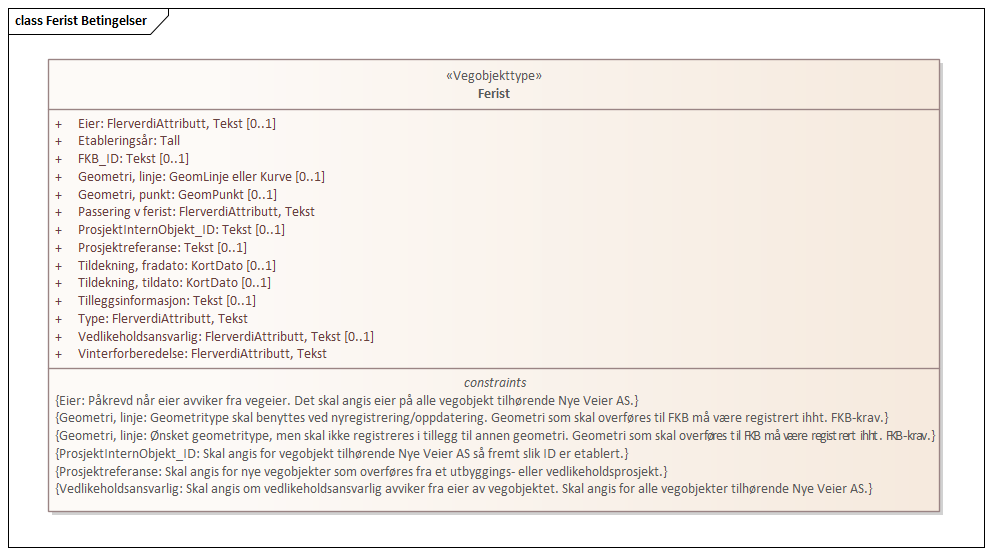 class Ferist Betingelser
«Vegobjekttype»
Ferist
+ Eier: FlerverdiAttributt, Tekst [0..1]
+ Etableringsår: Tall
+ FKB_ID: Tekst [0..1]
+ Geometri, linje: GeomLinje eller Kurve [0..1]
+ Geometri, punkt: GeomPunkt [0..1]
+ Passering v ferist: FlerverdiAttributt, Tekst
+ ProsjektInternObjekt_ID: Tekst [0..1]
+ Prosjektreferanse: Tekst [0..1]
+ Tildekning, fradato: KortDato [0..1]
+ Tildekning, tildato: KortDato [0..1]
+ Tilleggsinformasjon: Tekst [0..1]
+ Type: FlerverdiAttributt, Tekst
+ Vedlikeholdsansvarlig: FlerverdiAttributt, Tekst [0..1]
+ Vinterforberedelse: FlerverdiAttributt, Tekst
constraints
{Eier: Påkrevd når eier avviker fra vegeier. Det skal angis eier på alle vegobjekt tilhørende Nye Veier AS.}
{Geometri, linje: Geometritype skal benyttes ved nyregistrering/oppdatering. Geometri som skal overføres til FKB må være registrert ihht. FKB-krav.}
{Geometri, linje: Ønsket geometritype, men skal ikke registreres i tillegg til annen geometri. Geometri som skal overføres til FKB må være registrert ihht. FKB-krav.}
{ProsjektInternObjekt_ID: Skal angis for vegobjekt tilhørende Nye Veier AS så fremt slik ID er etablert.}
{Prosjektreferanse: Skal angis for nye vegobjekter som overføres fra et utbyggings- eller vedlikeholdsprosjekt.}
{Vedlikeholdsansvarlig: Skal angis om vedlikeholdsansvarlig avviker fra eier av vegobjektet. Skal angis for alle vegobjekter tilhørende Nye Veier AS.}